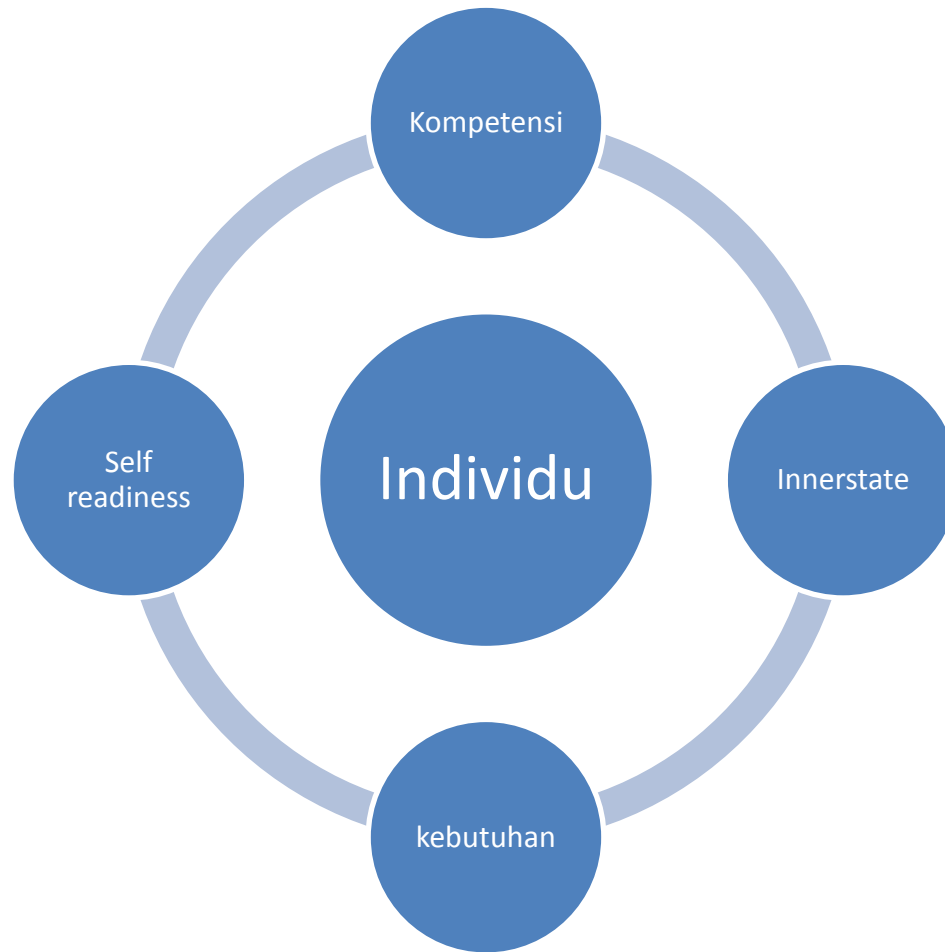 Kompetensi
Self
readiness
Individu
Innerstate
kebutuhan